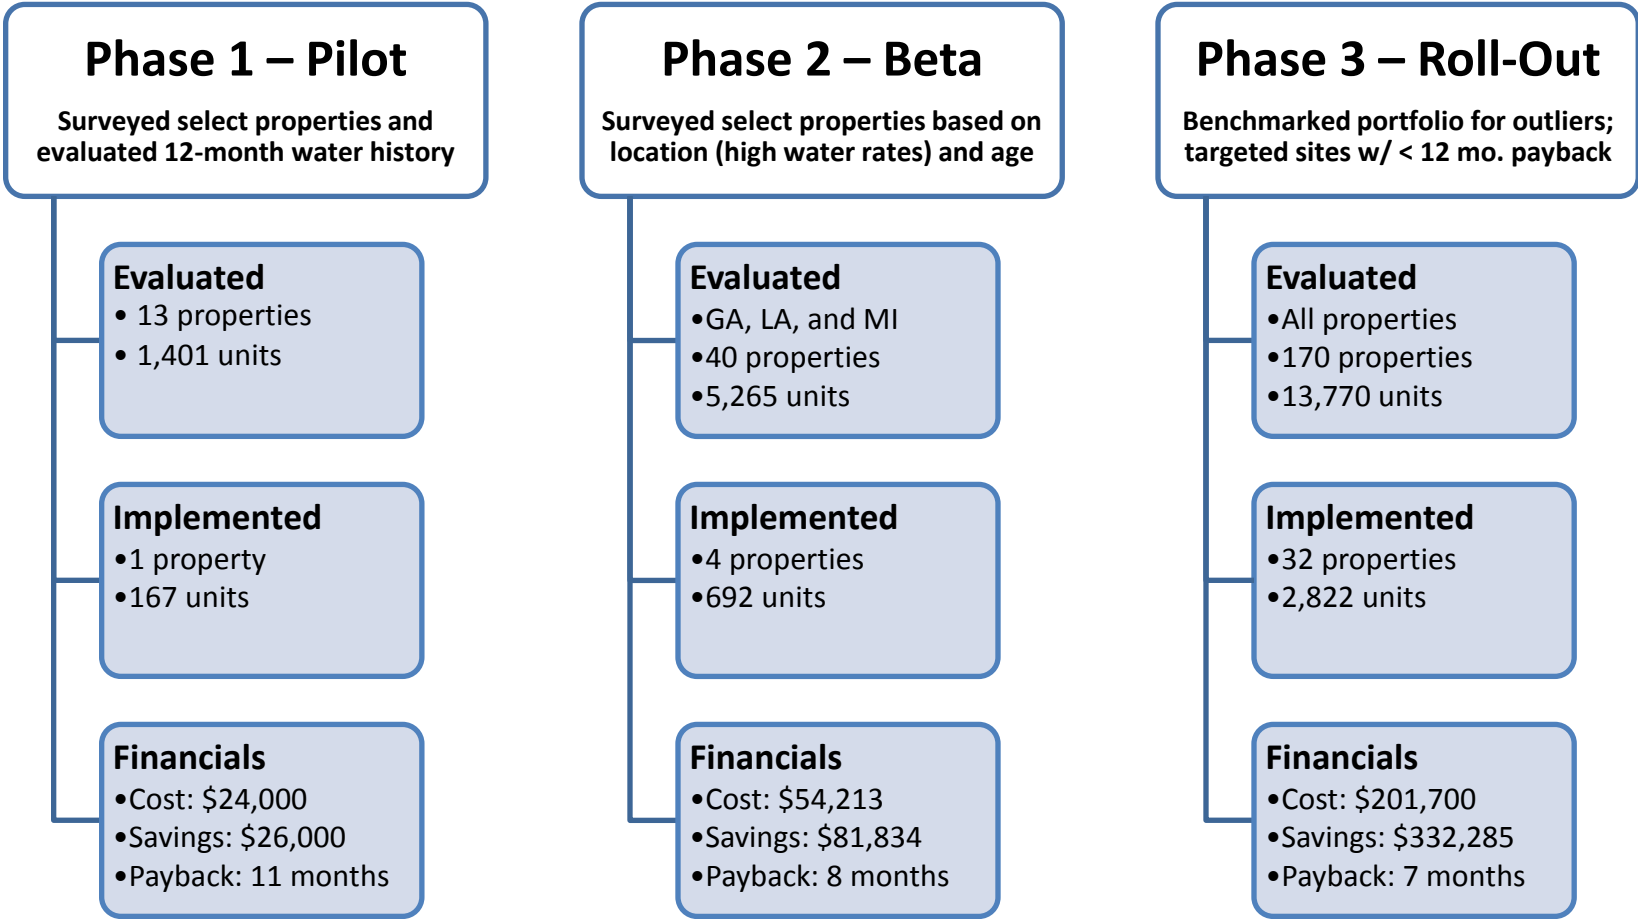 Phase 1 – Pilot
Surveyed select properties and
evaluated 12-month water history
Evaluated
• 13 properties
• 1,401 units
Implemented
•1 property
•167 units
Financials
•Cost: $24,000
•Savings: $26,000
•Payback: 11 months
Phase 2 – Beta
Surveyed select properties based on
location (high water rates) and age
Evaluated
•GA, LA, and MI
•40 properties
•5,265 units
Implemented
•4 properties
•692 units
Financials
•Cost: $54,213
•Savings: $81,834
•Payback: 8 months
Phase 3 – Roll-Out
Benchmarked portfolio for outliers;
targeted sites w/ < 12 mo. payback
Evaluated
•All properties
•170 properties
•13,770 units
Implemented
•32 properties
•2,822 units
Financials
•Cost: $201,700
•Savings: $332,285
•Payback: 7 months